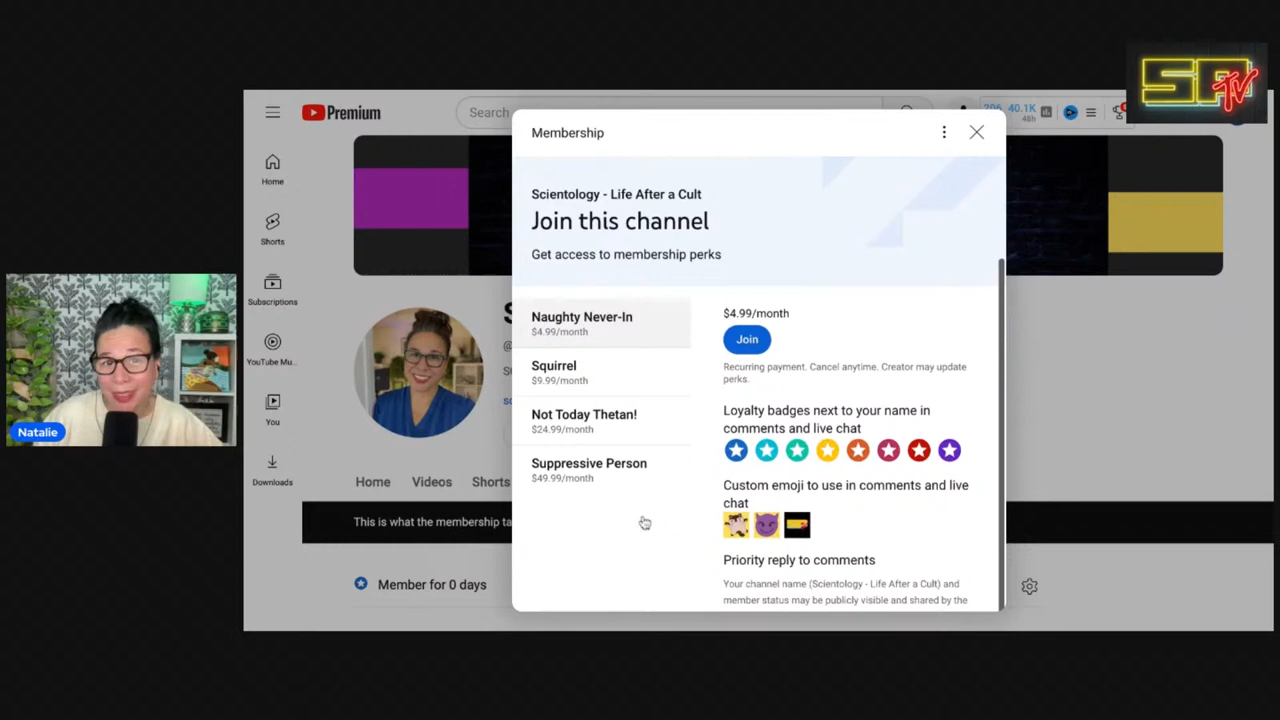 SPTV
Premium
Search
206 40.1K
48h
Home
Shorts
Subscriptions
YouTube Mu...
You
Downloads
Natalie
Membership
Scientology - Life After a Cult
Join this channel
Get access to membership perks
Naughty Never-In
$4.99/month
Squirrel
$9.99/month
Not Today Thetan!
$24.99/month
Suppressive Person
$49.99/month
$4.99/month
Join
Recurring payment. Cancel anytime. Creator may update
perks.
Loyalty badges next to your name in
comments and live chat
Custom emoji to use in comments and live
chat
Priority reply to comments
Your channel name (Scientology - Life After a Cult) and
member status may be publicly visible and shared by the
Home Videos Shorts
This is what the membership ta
Member for 0 days